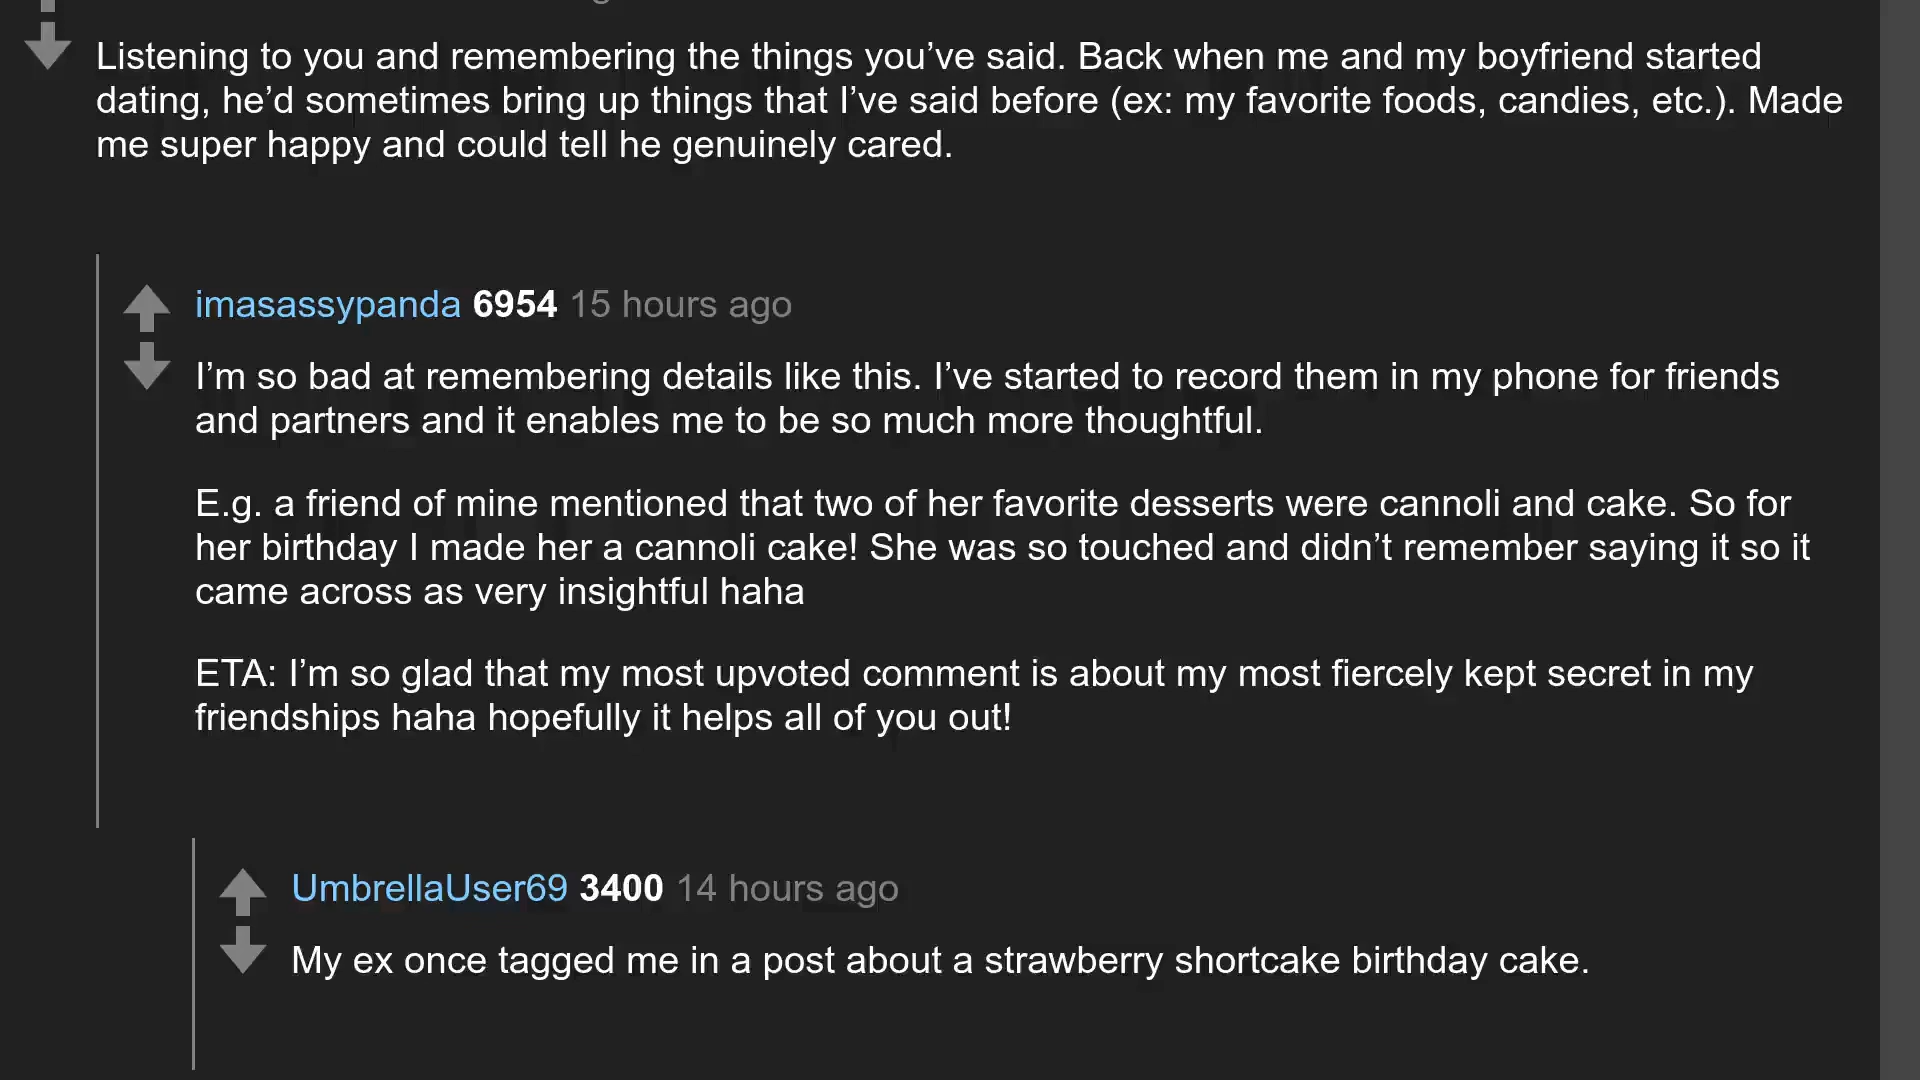 Listening to you and remembering the things you’ve said. Back when me and my boyfriend started
dating, he’d sometimes bring up things that I’ve said before (ex: my favorite foods, candies, etc.). Made
me super happy and could tell he genuinely cared.
imasassypanda 6954 15 hours ago
I’m so bad at remembering details like this. I’ve started to record them in my phone for friends
and partners and it enables me to be so much more thoughtful.
E.g. a friend of mine mentioned that two of her favorite desserts were cannoli and cake. So for
her birthday I made her a cannoli cake! She was so touched and didn’t remember saying it so it
came across as very insightful haha
ETA: I’m so glad that my most upvoted comment is about my most fiercely kept secret in my
friendships haha hopefully it helps all of you out!
UmbrellaUser69 3400 14 hours ago
My ex once tagged me in a post about a strawberry shortcake birthday cake.